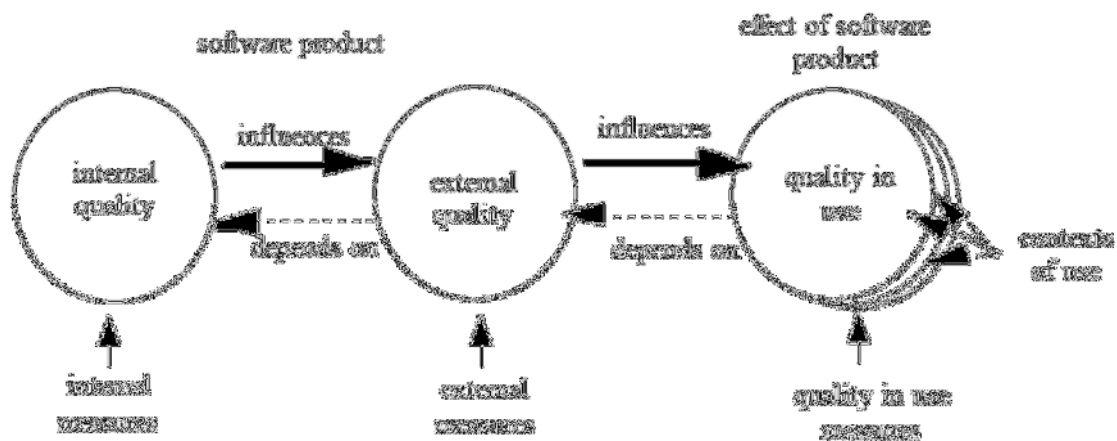 software product
effect of software
product
influences
influences
internal
quality
external
quality
quality in
use
depends on
depends on
contexts
of use
internal
measures
external
measures
quality in use
measures